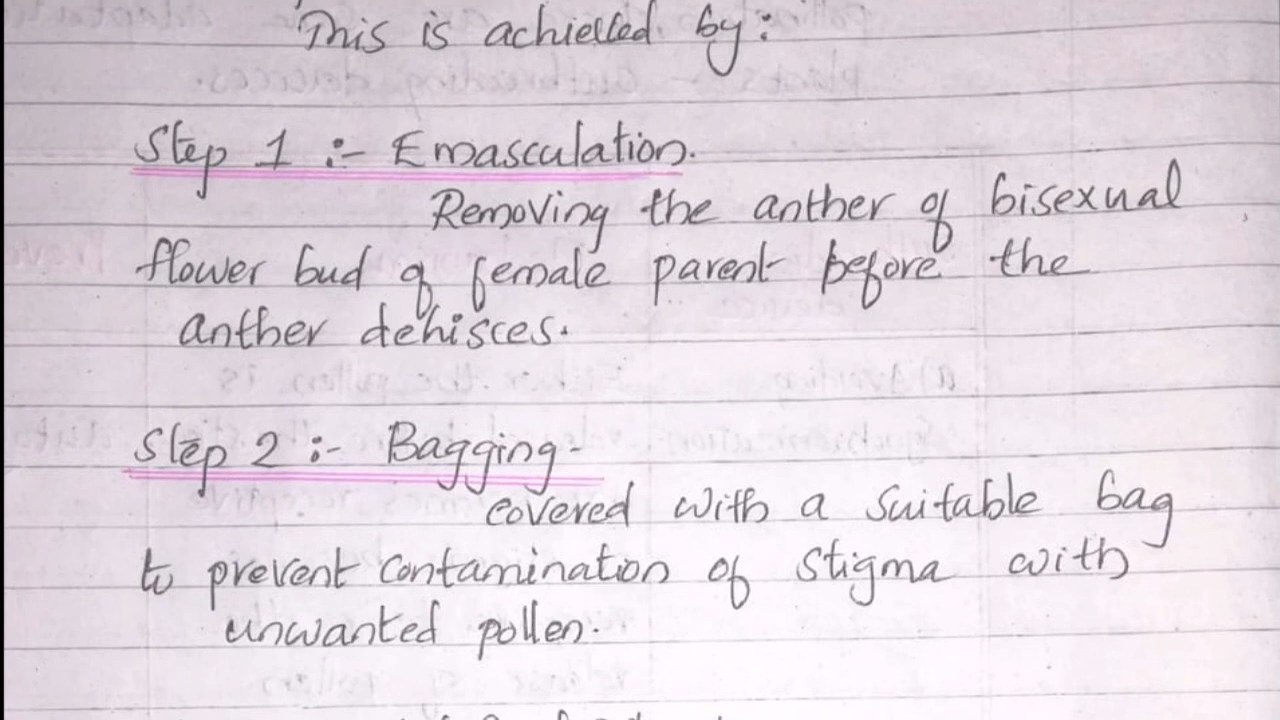 This is achielled by:
Step 1 :- Emasculation.
Removing the anther of bisexual
flower bud of female parent before the
anther dehisces.
Step 2 :- Bagging-
covered with a suitable bag
to prevent contamination of stigma with
unwanted pollen.